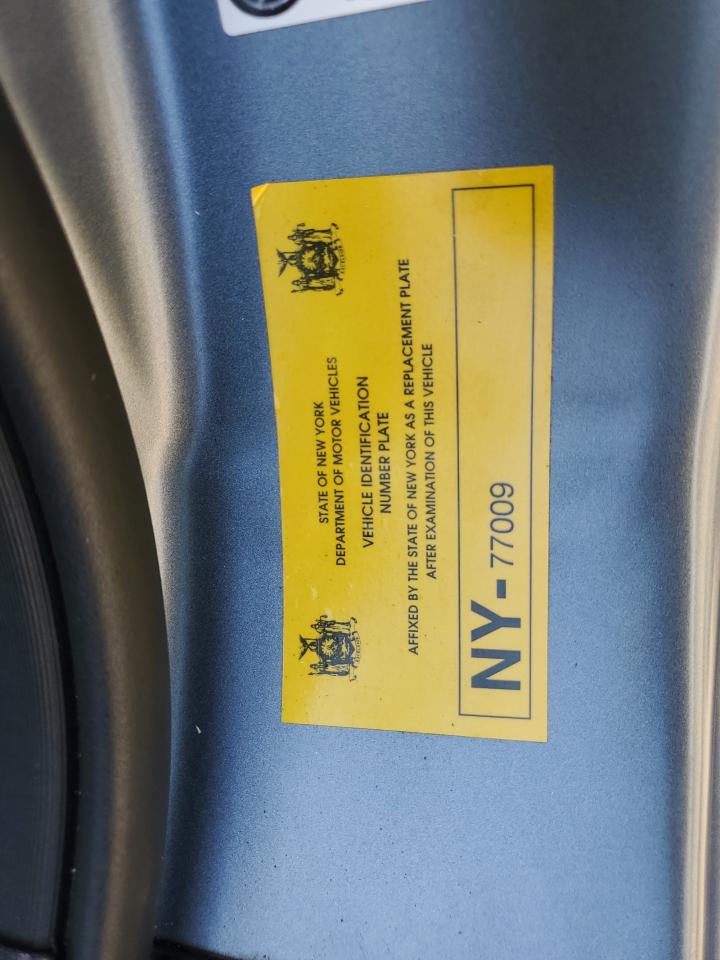 STATE OF NEW YORK
DEPARTMENT OF MOTOR VEHICLES
VEHICLE IDENTIFICATION
NUMBER PLATE
AFFIXED BY THE STATE OF NEW YORK AS A REPLACEMENT PLATE
AFTER EXAMINATION OF THIS VEHICLE
NY-77009